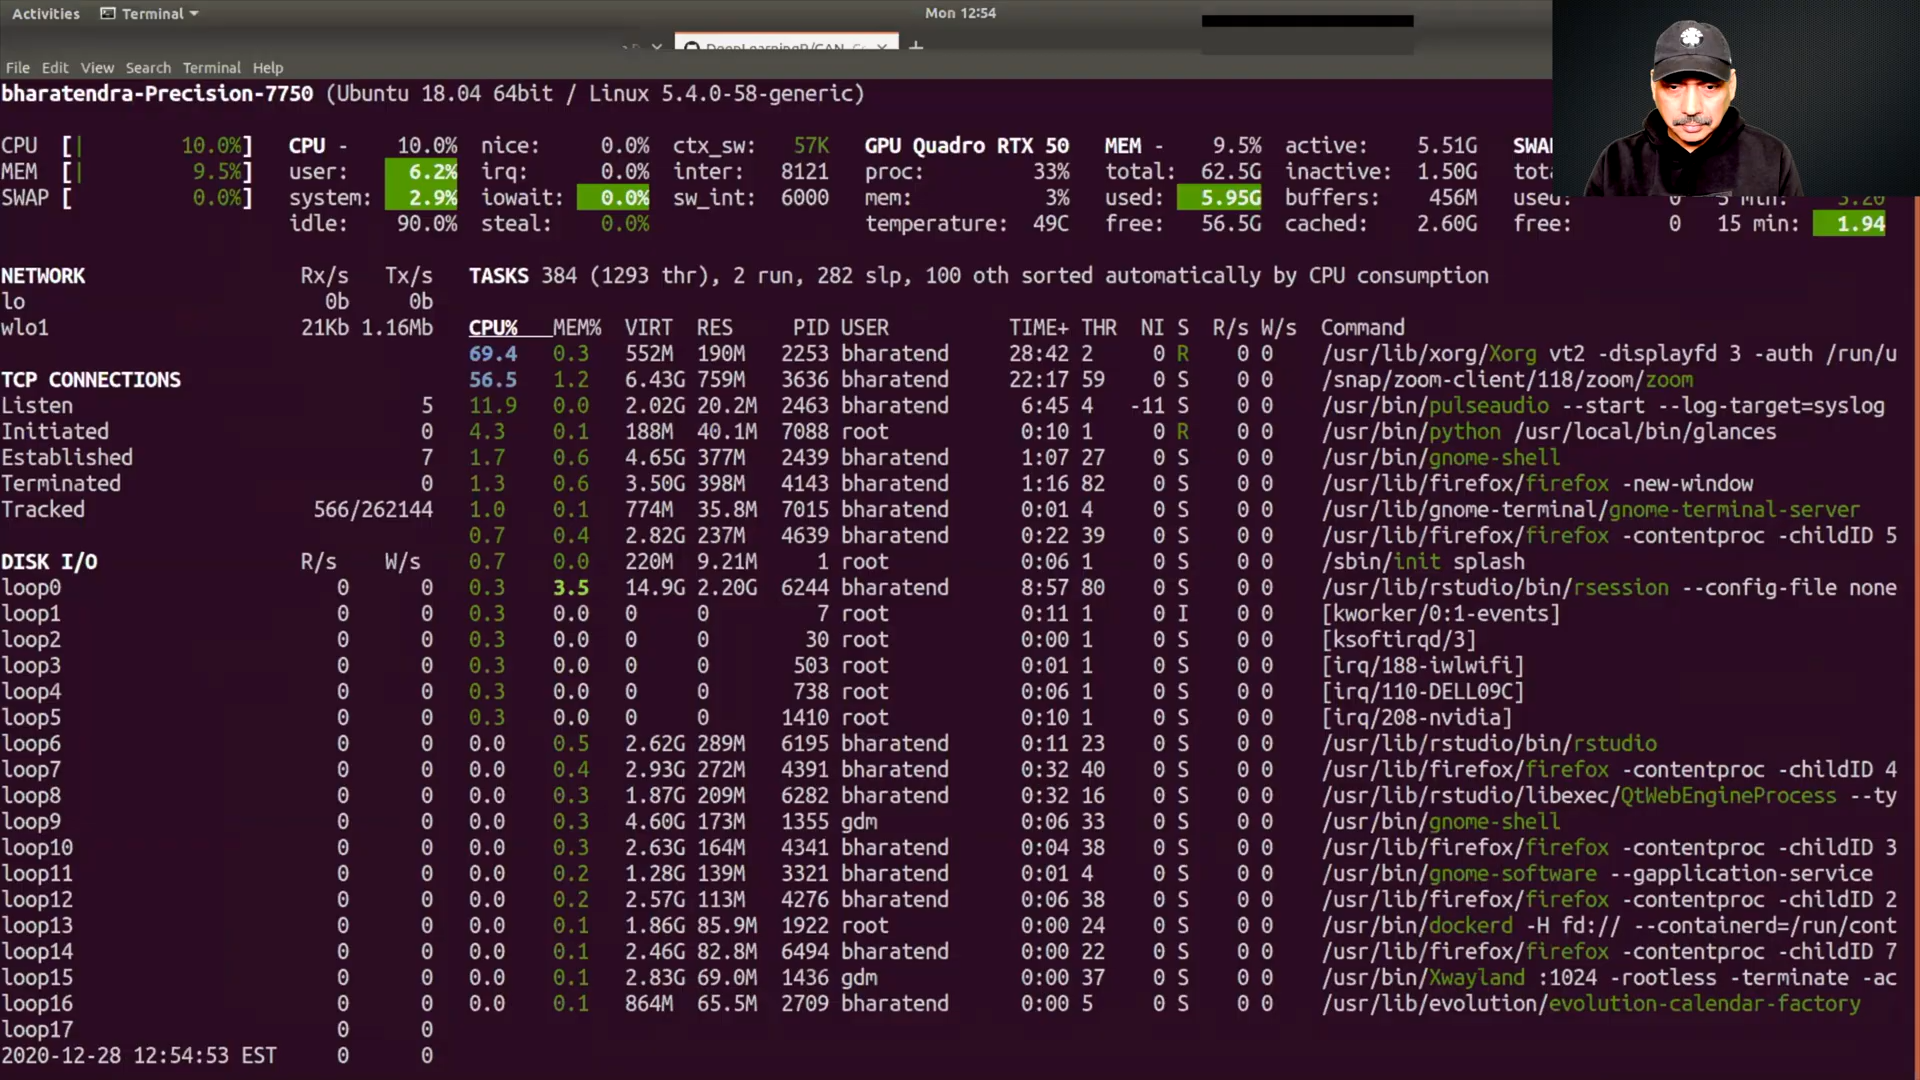 Activities Terminal Mon 12:54
File Edit View Search Terminal Help
bharatendra-Precision-7750 (Ubuntu 18.04 64bit / Linux 5.4.0-58-generic)
CPU [| 10.0%] CPU - 10.0% nice: 0.0% ctx_sw: 57K GPU Quadro RTX 50 MEM - 9.5% active: 5.51G
MEM [| 9.5%] user: 6.2% irq: 0.0% inter: 8121 proc: 33% total: 62.5G inactive: 1.50G
SWAP [ 0.0%] system: 2.9% iowait: 0.0% sw_int: 6000 mem: 3% used: 5.95G buffers: 456M used: 0 5 min: 3.20
idle: 90.0% steal: 0.0% temperature: 49C free: 56.5G cached: 2.60G free: 0 15 min: 1.94
NETWORK Rx/s Tx/s TASKS 384 (1293 thr), 2 run, 282 slp, 100 oth sorted automatically by CPU consumption
lo 0b 0b
wlo1 21Kb 1.16Mb CPU% MEM% VIRT RES PID USER TIME+ THR NI S R/s W/s Command
69.4 0.3 552M 190M 2253 bharatend 28:42 2 0 R 0 0 /usr/lib/xorg/Xorg vt2 -displayfd 3 -auth /run/u
TCP CONNECTIONS 56.5 1.2 6.43G 759M 3636 bharatend 22:17 59 0 S 0 0 /snap/zoom-client/118/zoom/zoom
Listen 5 11.9 0.0 2.02G 20.2M 2463 bharatend 6:45 4 -11 S 0 0 /usr/bin/pulseaudio --start --log-target=syslog
Initiated 0 4.3 0.1 188M 40.1M 7088 root 0:10 1 0 R 0 0 /usr/bin/python /usr/local/bin/glances
Established 7 1.7 0.6 4.65G 377M 2439 bharatend 1:07 27 0 S 0 0 /usr/bin/gnome-shell
Terminated 0 1.3 0.6 3.50G 398M 4143 bharatend 1:16 82 0 S 0 0 /usr/lib/firefox/firefox -new-window
Tracked 566/262144 1.0 0.1 774M 35.8M 7015 bharatend 0:01 4 0 S 0 0 /usr/lib/gnome-terminal/gnome-terminal-server
0.7 0.4 2.82G 237M 4639 bharatend 0:22 39 0 S 0 0 /usr/lib/firefox/firefox -contentproc -childID 5
DISK I/O R/s W/s 0.7 0.0 220M 9.21M 1 root 0:06 1 0 S 0 0 /sbin/init splash
loop0 0 0 0.3 3.5 14.9G 2.20G 6244 bharatend 8:57 80 0 S 0 0 /usr/lib/rstudio/bin/rsession --config-file none
loop1 0 0 0.3 0.0 0 0 7 root 0:11 1 0 I 0 0 [kworker/0:1-events]
loop2 0 0 0.3 0.0 0 0 30 root 0:00 1 0 S 0 0 [ksoftirqd/3]
loop3 0 0 0.3 0.0 0 0 503 root 0:01 1 0 S 0 0 [irq/188-iwlwifi]
loop4 0 0 0.3 0.0 0 0 738 root 0:06 1 0 S 0 0 [irq/110-DELL09C]
loop5 0 0 0.3 0.0 0 0 1410 root 0:10 1 0 S 0 0 [irq/208-nvidia]
loop6 0 0 0.0 0.5 2.62G 289M 6195 bharatend 0:11 23 0 S 0 0 /usr/lib/rstudio/bin/rstudio
loop7 0 0 0.0 0.4 2.93G 272M 4391 bharatend 0:32 40 0 S 0 0 /usr/lib/firefox/firefox -contentproc -childID 4
loop8 0 0 0.0 0.3 1.87G 209M 6282 bharatend 0:32 16 0 S 0 0 /usr/lib/rstudio/libexec/QtWebEngineProcess --ty
loop9 0 0 0.0 0.3 4.60G 173M 1355 gdm 0:06 33 0 S 0 0 /usr/bin/gnome-shell
loop10 0 0 0.0 0.3 2.63G 164M 4341 bharatend 0:04 38 0 S 0 0 /usr/lib/firefox/firefox -contentproc -childID 3
loop11 0 0 0.0 0.2 1.28G 139M 3321 bharatend 0:01 4 0 S 0 0 /usr/bin/gnome-software --gapplication-service
loop12 0 0 0.0 0.2 2.57G 113M 4276 bharatend 0:06 38 0 S 0 0 /usr/lib/firefox/firefox -contentproc -childID 2
loop13 0 0 0.0 0.1 1.86G 85.9M 1922 root 0:00 24 0 S 0 0 /usr/bin/dockerd -H fd:// --containerd=/run/cont
loop14 0 0 0.0 0.1 2.46G 82.8M 6494 bharatend 0:00 22 0 S 0 0 /usr/lib/firefox/firefox -contentproc -childID 7
loop15 0 0 0.0 0.1 2.83G 69.0M 1436 gdm 0:00 37 0 S 0 0 /usr/bin/Xwayland :1024 -rootless -terminate -ac
loop16 0 0 0.0 0.1 864M 65.5M 2709 bharatend 0:00 5 0 S 0 0 /usr/lib/evolution/evolution-calendar-factory
loop17 0 0
2020-12-28 12:54:53 EST 0 0